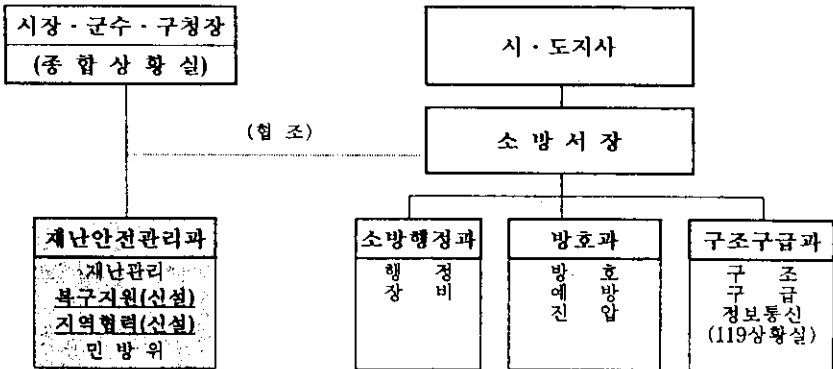 시장·군수·구청장
(종합상황실)
시·도지사
(협조)
소방서장
재난안전관리과
재난관리
복구지원(신설)
지역협력(신설)
민방위
소방행정과
행정
장비
방호과
방호
예방
진압
구조구급과
구조
구급
정보통신
(119상황실)